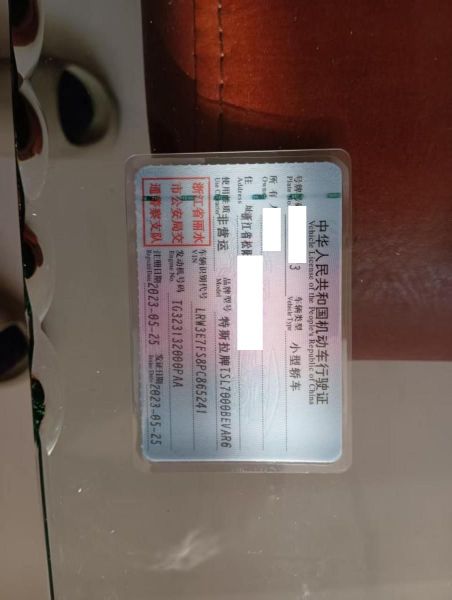 中华人民共和国机动车行驶证
Vehicle License of the People's Republic of China
号牌
Plate
3
车辆类型
Vehicle Type
小型轿车
所有
Owner
住
址
Address
浙江省松阳
使用性质
Use Character
非营运
品牌型号
Model
特斯拉牌TSL7000BEVAR6
浙江省丽水
市公安局交
通警察支队
车辆识别代号
VIN
LRW3E7FS8PC865241
发动机号码
Engine No.
TG323132000PAA
注册日期
Register Date
2023-05-25
发证日期
Issue Date
2023-05-25